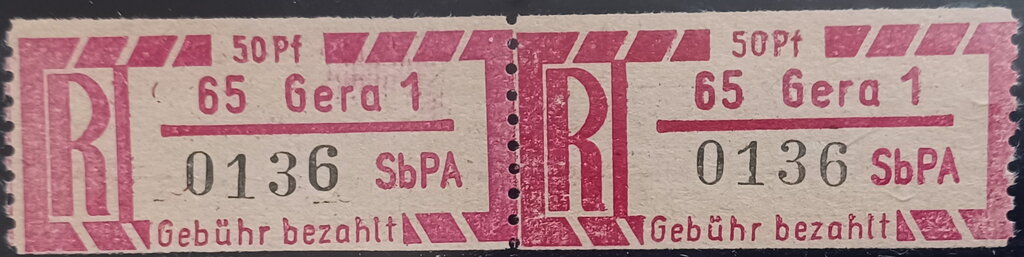 50Pf
R 65 Gera 1
0136 SbPA
Gebühr bezahlt
50Pf
R 65 Gera 1
0136 SbPA
Gebühr bezahlt